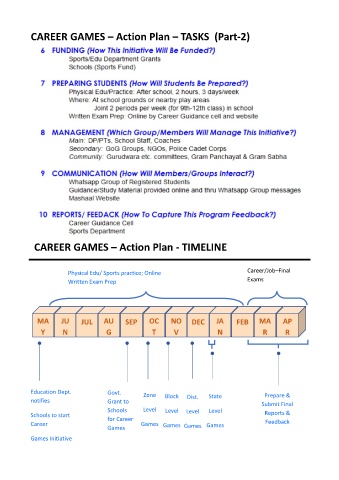 CAREER GAMES – Action Plan – TASKS (Part-2)
6 FUNDING (How This Initiative Will Be Funded?)
Sports/Edu Department Grants
Schools (Sports Fund)
7 PREPARING STUDENTS (How Will Students Be Prepared?)
Physical Edu/Practice: After school, 2 hours, 3 days/week
Where: At school grounds or nearby play areas
Joint 2 periods per week (for 9th-12th class) in school
Written Exam Prep: Online by Career Guidance cell and website
8 MANAGEMENT (Which Group/Members Will Manage This Initiative?)
Main: DP/PTs, School Staff, Coaches
Secondary: GoG Groups, NGOs, Police Cadet Corps
Community: Gurudwara etc. committees, Gram Panchayat & Gram Sabha
9 COMMUNICATION (How Will Members/Groups Interact?)
Whatsapp Group of Registered Students
Guidance/Study Material provided online and thru Whatsapp Group messages
Mashaal Website
10 REPORTS/ FEEDACK (How To Capture This Program Feedback?)
Career Guidance Cell
Sports Department
CAREER GAMES – Action Plan - TIMELINE
Physical Edu/ Sports practice; Online
Written Exam Prep
Career/Job–Final
Exams
MA
Y
JU
N
JUL
AU
G
SEP
OC
T
NO
V
DEC
JA
N
FEB
MA
R
AP
R
Education Dept.
notifies
Schools to start
Career
Games Initiative
Govt.
Grant to
Schools
for Career
Games
Zone
Level
Games
Block
Level
Games
Dist.
Level
Games
State
Level
Games
Prepare &
Submit Final
Reports &
Feedback